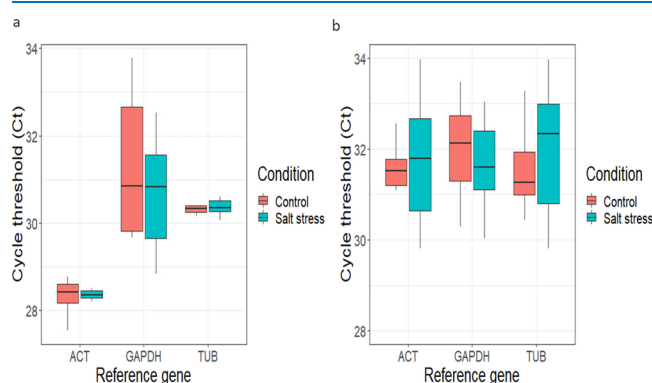 a
34
32
30
28
Cycle threshold (Ct)
ACT GAPDH TUB
Reference gene
Condition
Control
Salt stress
b
34
32
30
28
Cycle threshold (Ct)
ACT GAPDH TUB
Reference gene
Condition
Control
Salt stress